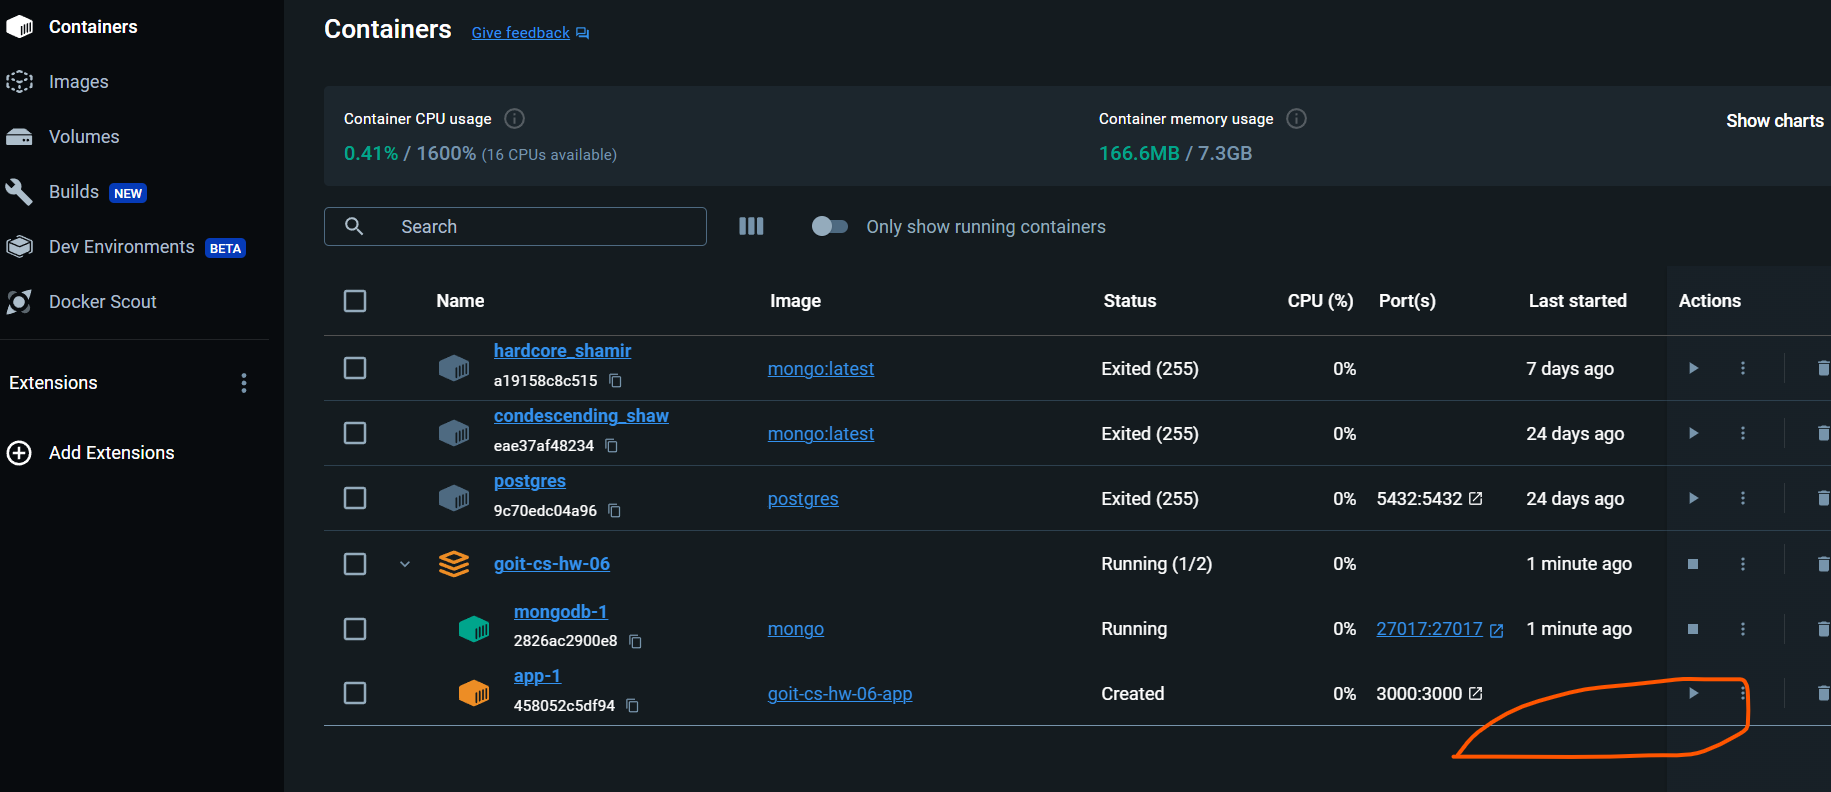 Containers
Images
Volumes
Builds NEW
Dev Environments BETA
Docker Scout
Extensions
Add Extensions
Containers Give feedback
Container CPU usage
0.41% / 1600% (16 CPUs available)
Container memory usage
166.6MB / 7.3GB
Show charts
Search
Only show running containers
Name Image Status CPU (%) Port(s) Last started Actions
hardcore_shamir
a19158c8c515
mongo:latest Exited (255) 0% 7 days ago
condescending_shaw
eae37af48234
mongo:latest Exited (255) 0% 24 days ago
postgres
9c70edc04a96
postgres Exited (255) 0% 5432:5432 24 days ago
goit-cs-hw-06 Running (1/2) 0% 1 minute ago
mongodb-1
2826ac2900e8
mongo Running 0% 27017:27017 1 minute ago
app-1
458052c5df94
goit-cs-hw-06-app Created 0% 3000:3000